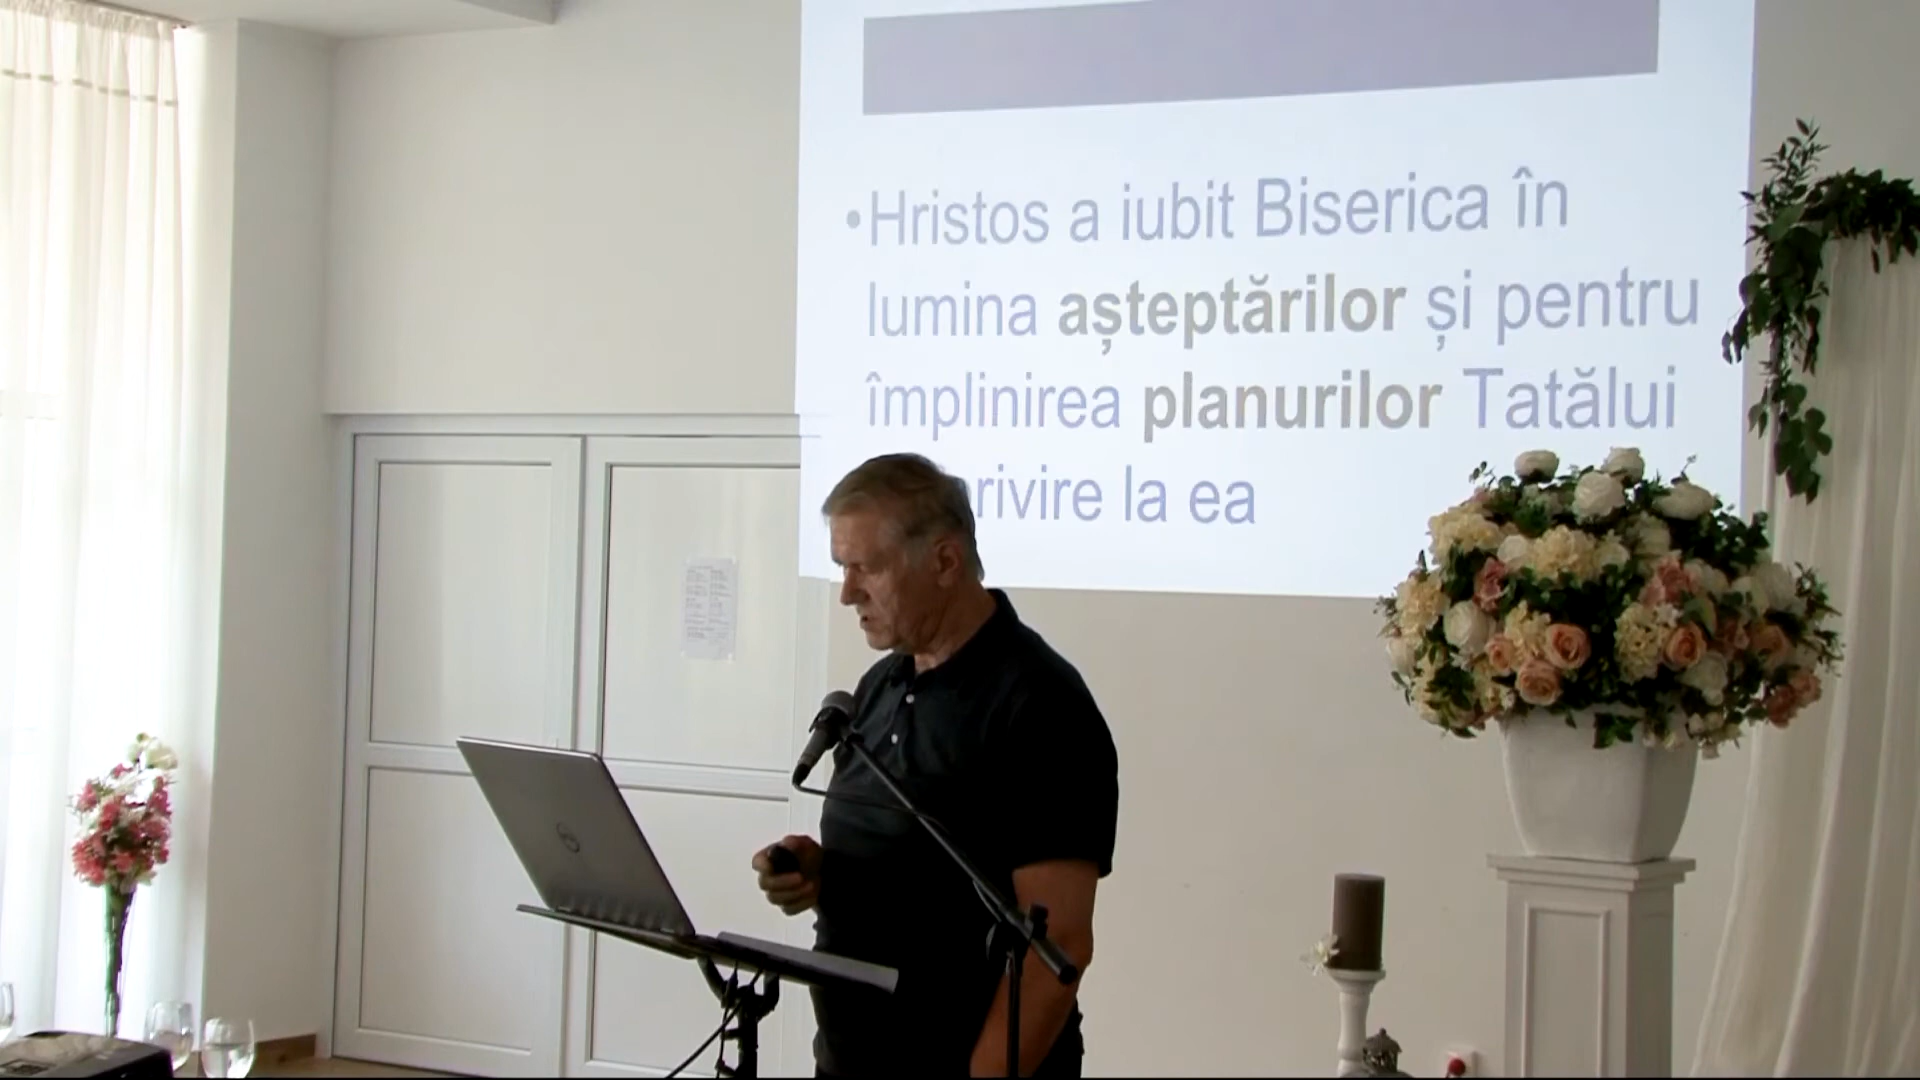 •Hristos a iubit Biserica în
lumina așteptărilor și pentru
împlinirea planurilor Tatălui
privire la ea